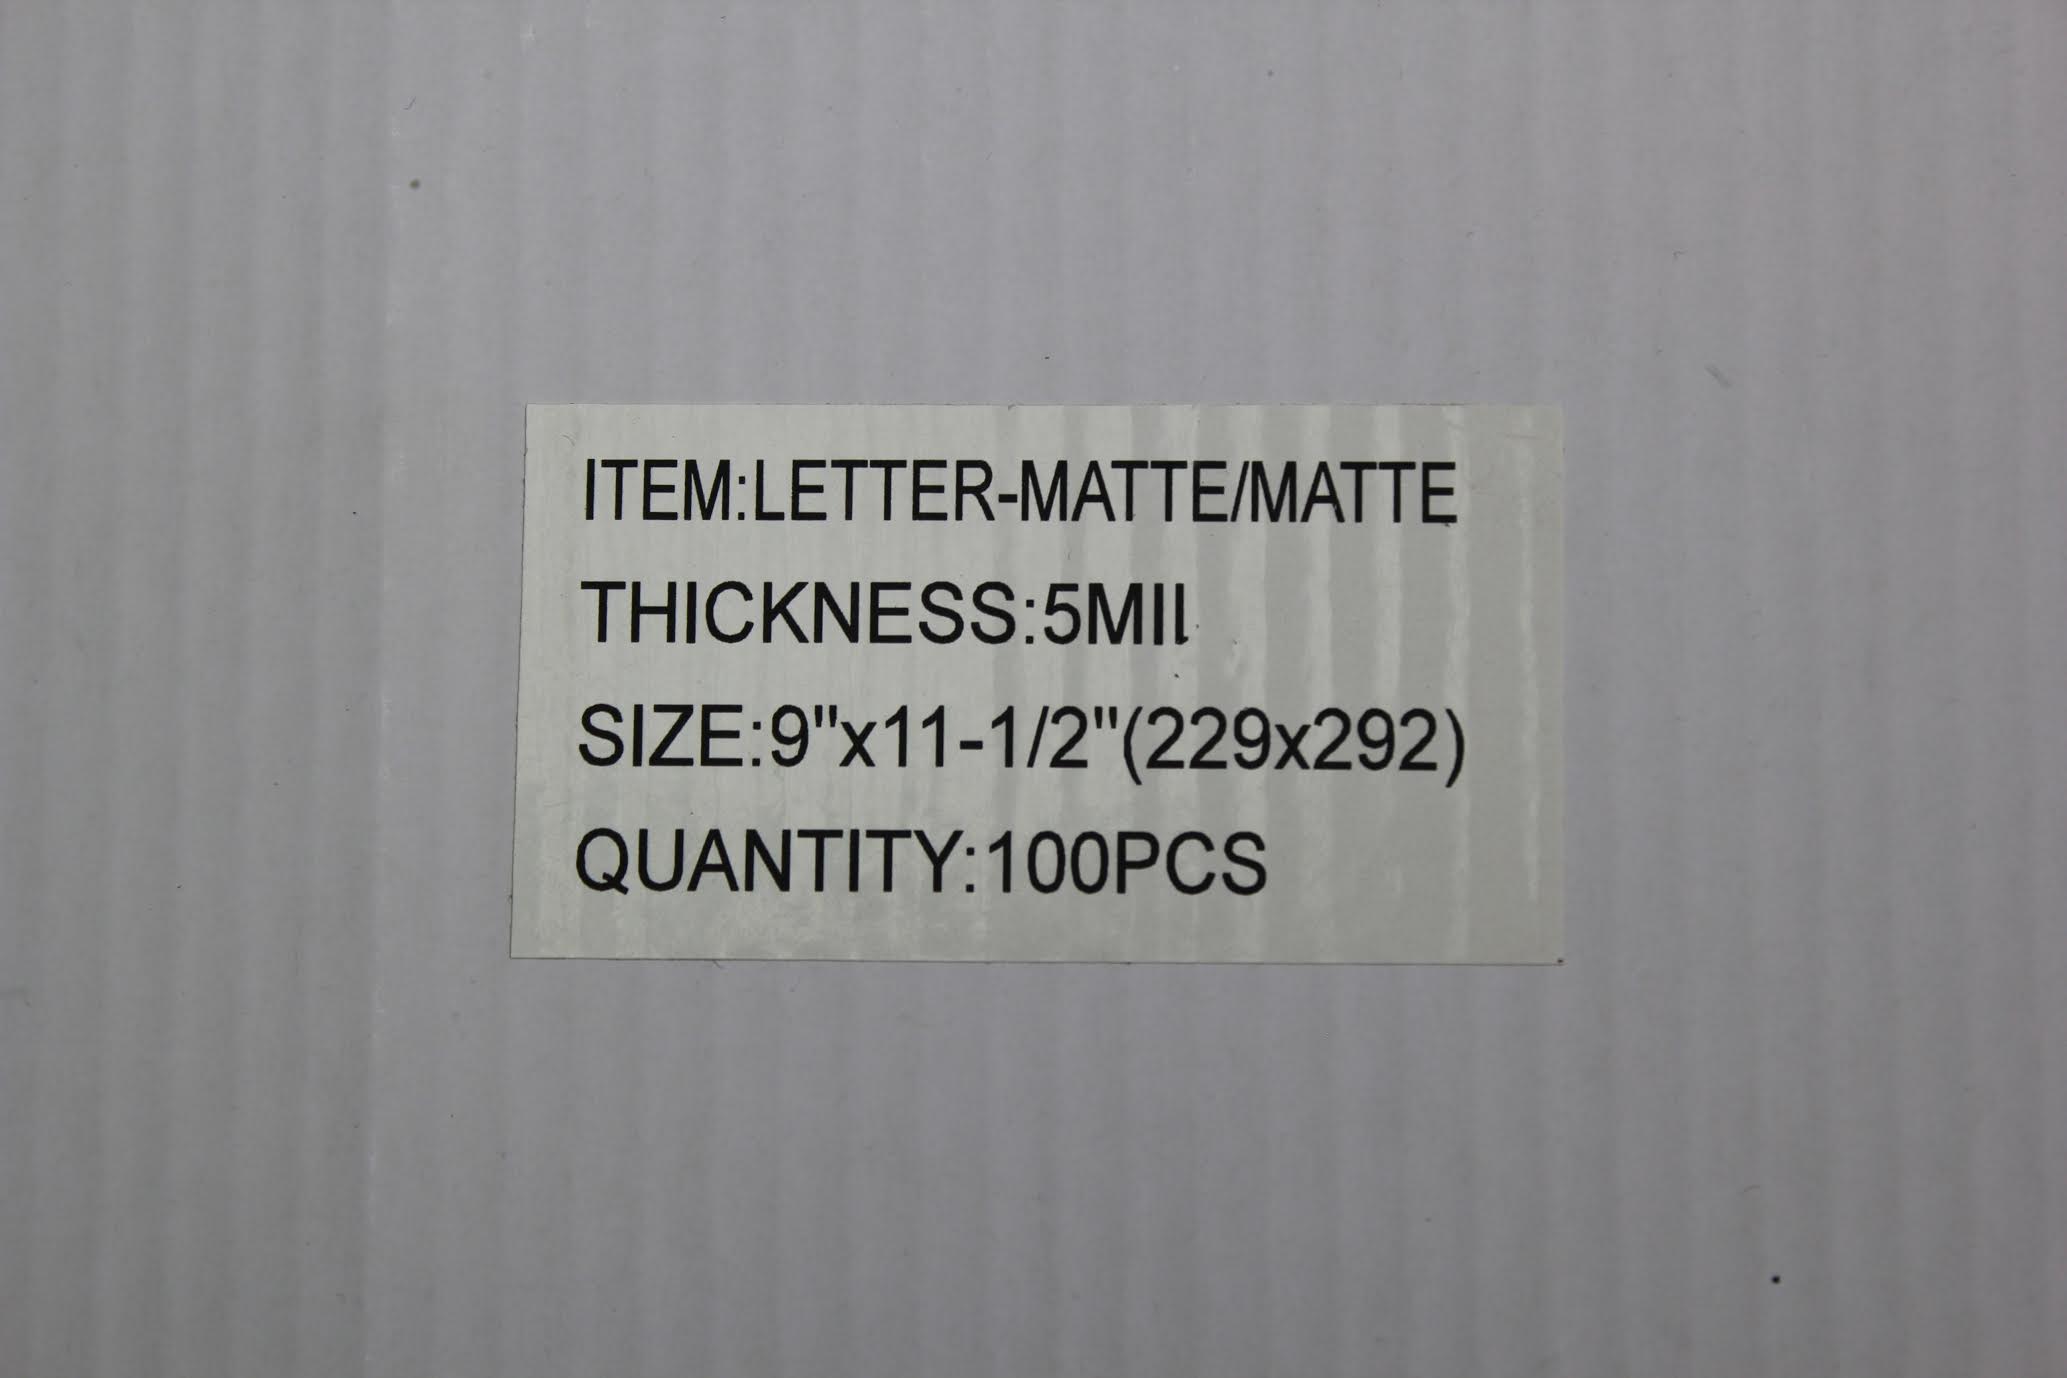 ITEM:LETTER-MATTE/MATTE
THICKNESS:5MIl
SIZE:9"x11-1/2"(229x292)
QUANTITY:100PCS